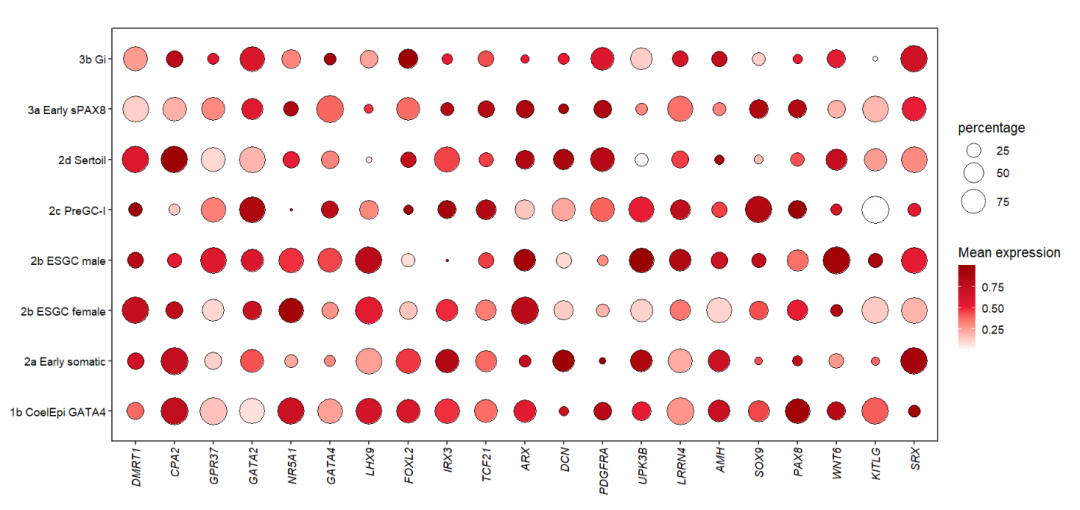 3b Gi
3a Early sPAX8
2d Sertoil
2c PreGC-I
2b ESGC male
2b ESGC female
2a Early somatic
1b CoelEpi GATA4
DMRT1
CPA2
GPR37
GATA2
NR5A1
GATA4
LHX9
FOXL2
IRX3
TCF21
ARX
DCN
PDGFRA
UPK3B
LRRN4
AMH
SOX9
PAX8
WNT6
KITLG
SRX
percentage
25
50
75
Mean expression
0.75
0.50
0.25